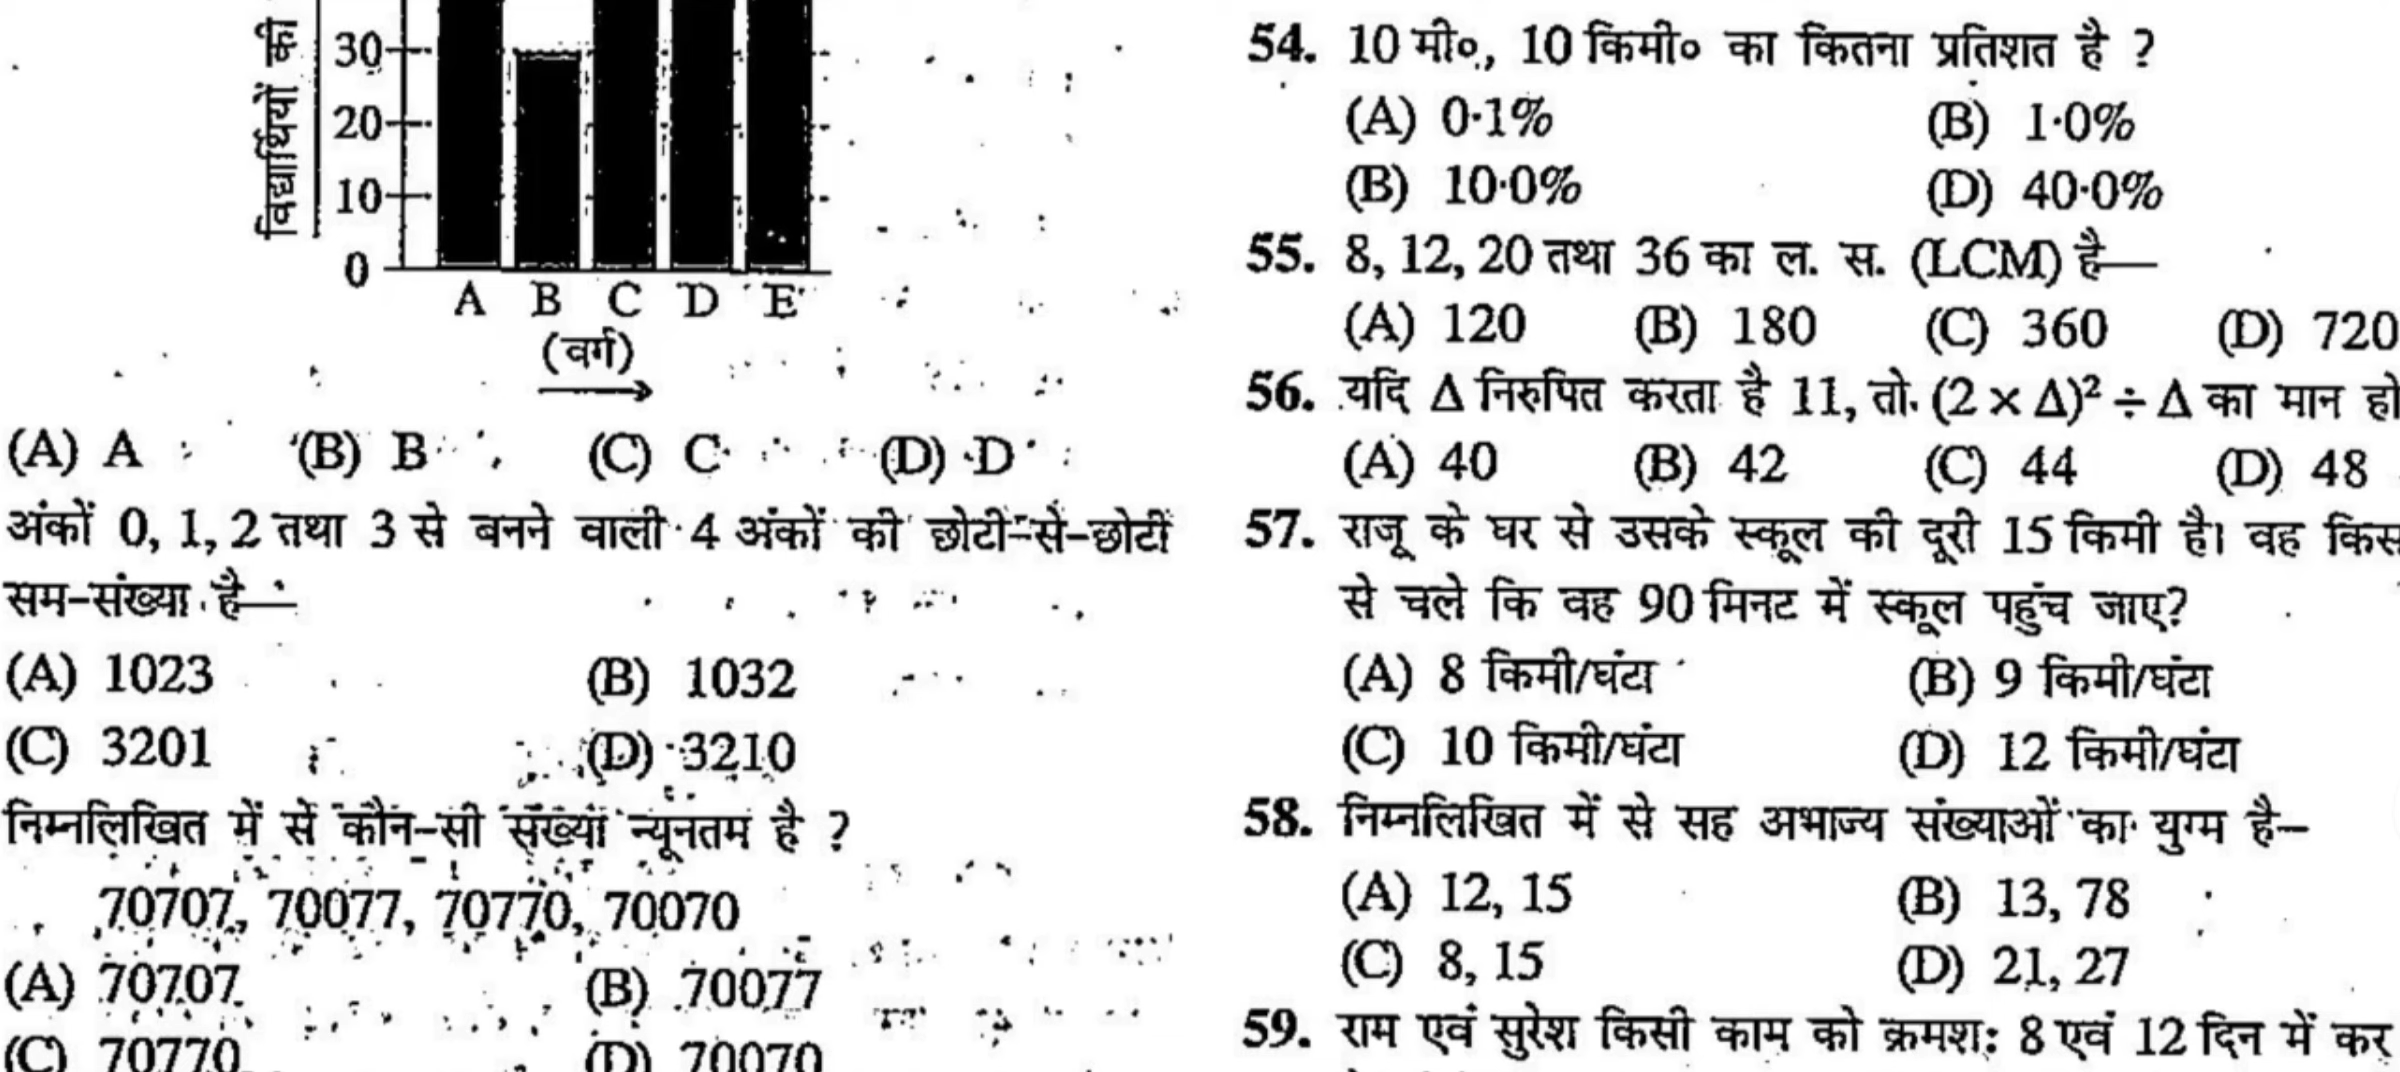 विद्यार्थियों की
30
20
10
0
A B C D E
(वर्ग)
(A) A (B) B (C) C (D) D
अंकों 0, 1, 2 तथा 3 से बनने वाली 4 अंकों की छोटी-से-छोटी
सम-संख्या है—
(A) 1023 (B) 1032
(C) 3201 (D) 3210
निम्नलिखित में से कौन-सी संख्या न्यूनतम है ?
70707, 70077, 70770, 70070
(A) 70707 (B) 70077
(C) 70770 (D) 70070
54. 10 मी०, 10 किमी० का कितना प्रतिशत है ?
(A) 0·1% (B) 1·0%
(B) 10·0% (D) 40·0%
55. 8, 12, 20 तथा 36 का ल. स. (LCM) है—
(A) 120 (B) 180 (C) 360 (D) 720
56. यदि Δ निरुपित करता है 11, तो (2 × Δ)² ÷ Δ का मान हो
(A) 40 (B) 42 (C) 44 (D) 48
57. राजू के घर से उसके स्कूल की दूरी 15 किमी है। वह किस
से चले कि वह 90 मिनट में स्कूल पहुंच जाए?
(A) 8 किमी/घंटा (B) 9 किमी/घंटा
(C) 10 किमी/घंटा (D) 12 किमी/घंटा
58. निम्नलिखित में से सह अभाज्य संख्याओं का युग्म है–
(A) 12, 15 (B) 13, 78
(C) 8, 15 (D) 21, 27
59. राम एवं सुरेश किसी काम को क्रमश: 8 एवं 12 दिन में कर